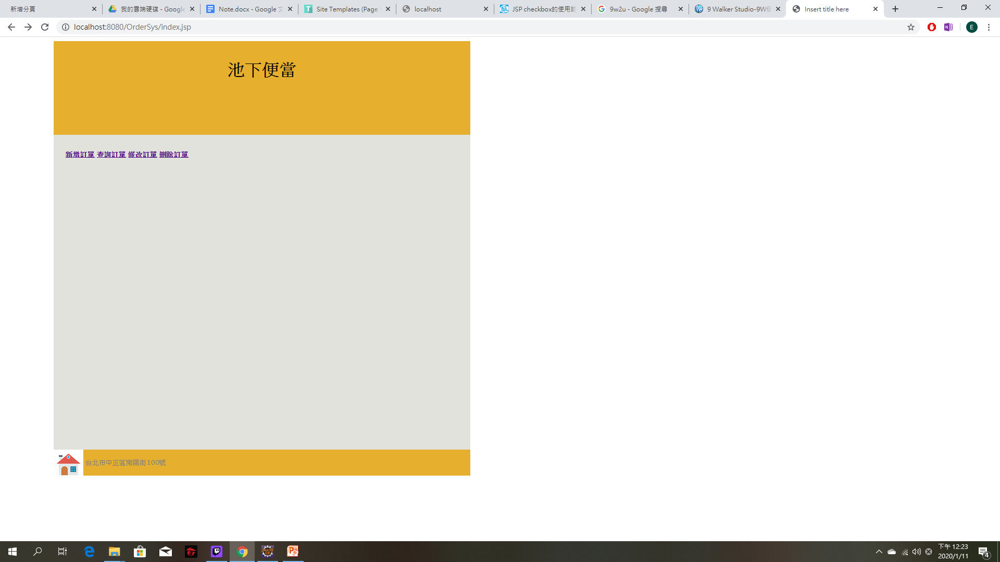 新增分頁
我的雲端硬碟 - Google
Note.docx - Google 文
Site Templates (Page
localhost
JSP checkbox的使用範
9w2u - Google 搜尋
9 Walker Studio-9W個
Insert title here
localhost:8080/OrderSys/index.jsp
E
池下便當
新增訂單 查詢訂單 修改訂單 刪除訂單
台北市中正區南陽街100號
下午 12:23
2020/1/11
4